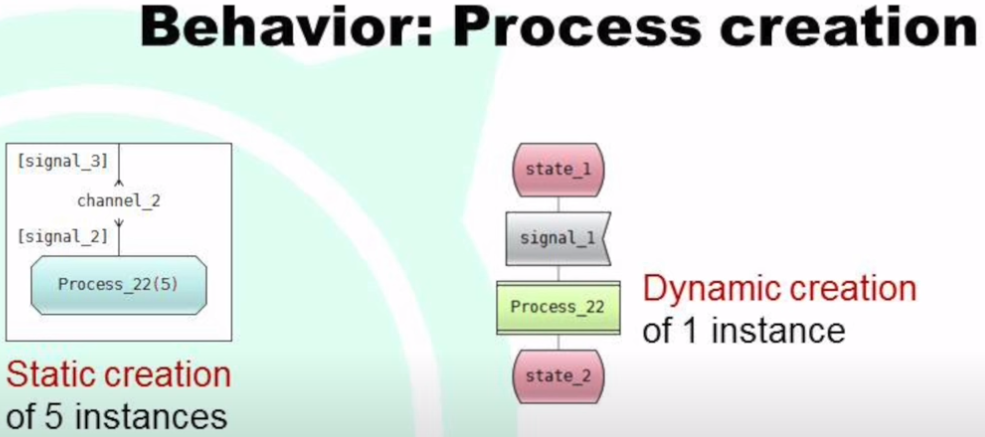 Behavior: Process creation
[signal_3]
channel_2
[signal_2]
Process_22(5)
Static creation
of 5 instances
state_1
signal_1
Process_22
state_2
Dynamic creation
of 1 instance